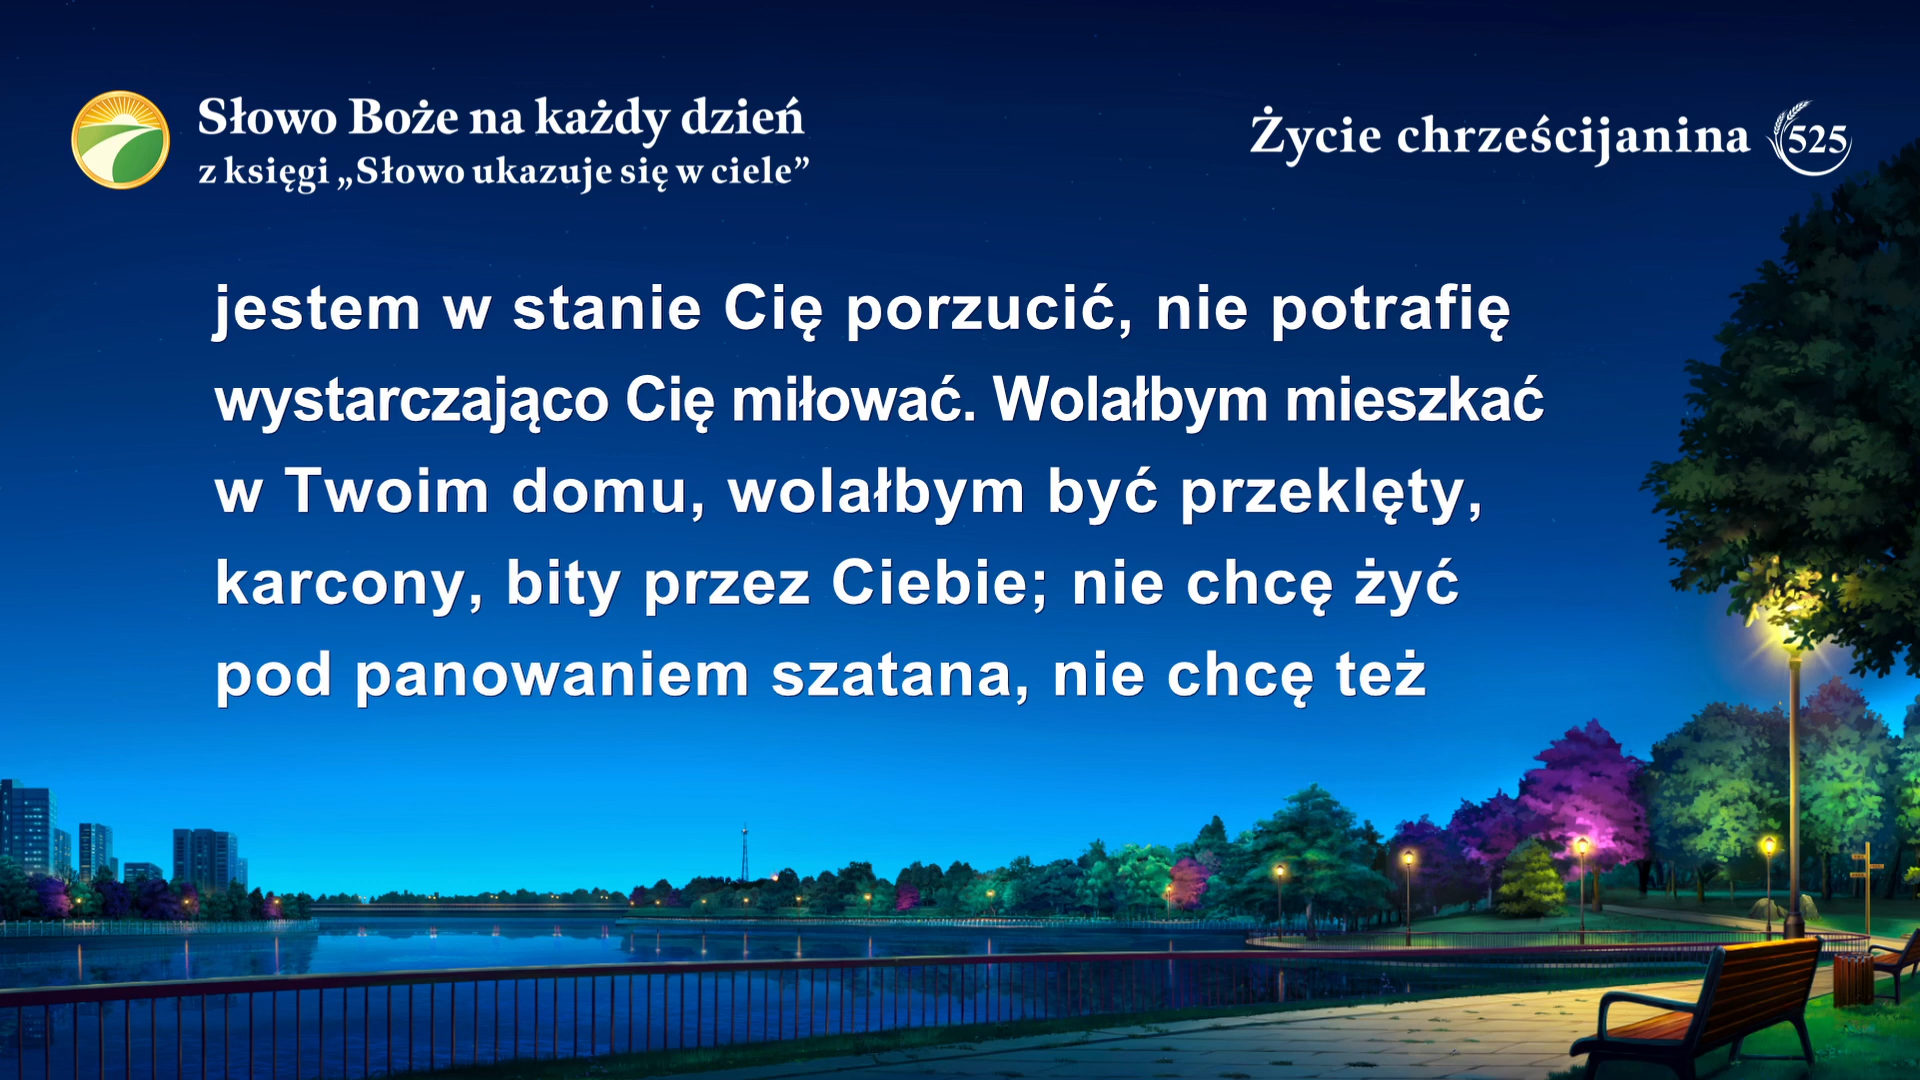 Słowo Boże na każdy dzień
z księgi „Słowo ukazuje się w ciele”
Życie chrześcijanina 525
jestem w stanie Cię porzucić, nie potrafię
wystarczająco Cię miłować. Wolałbym mieszkać
w Twoim domu, wolałbym być przeklęty,
karcony, bity przez Ciebie; nie chcę żyć
pod panowaniem szatana, nie chcę też